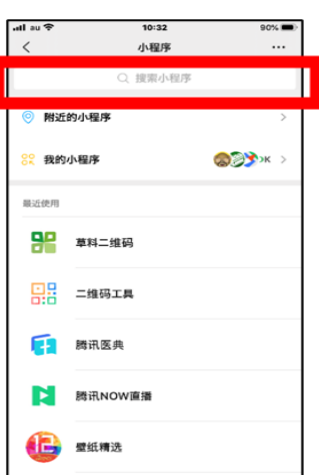 au 10:32 90%
小程序
搜索小程序
附近的小程序
我的小程序
最近使用
草料二维码
二维码工具
腾讯医典
腾讯NOW直播
12
壁纸精选